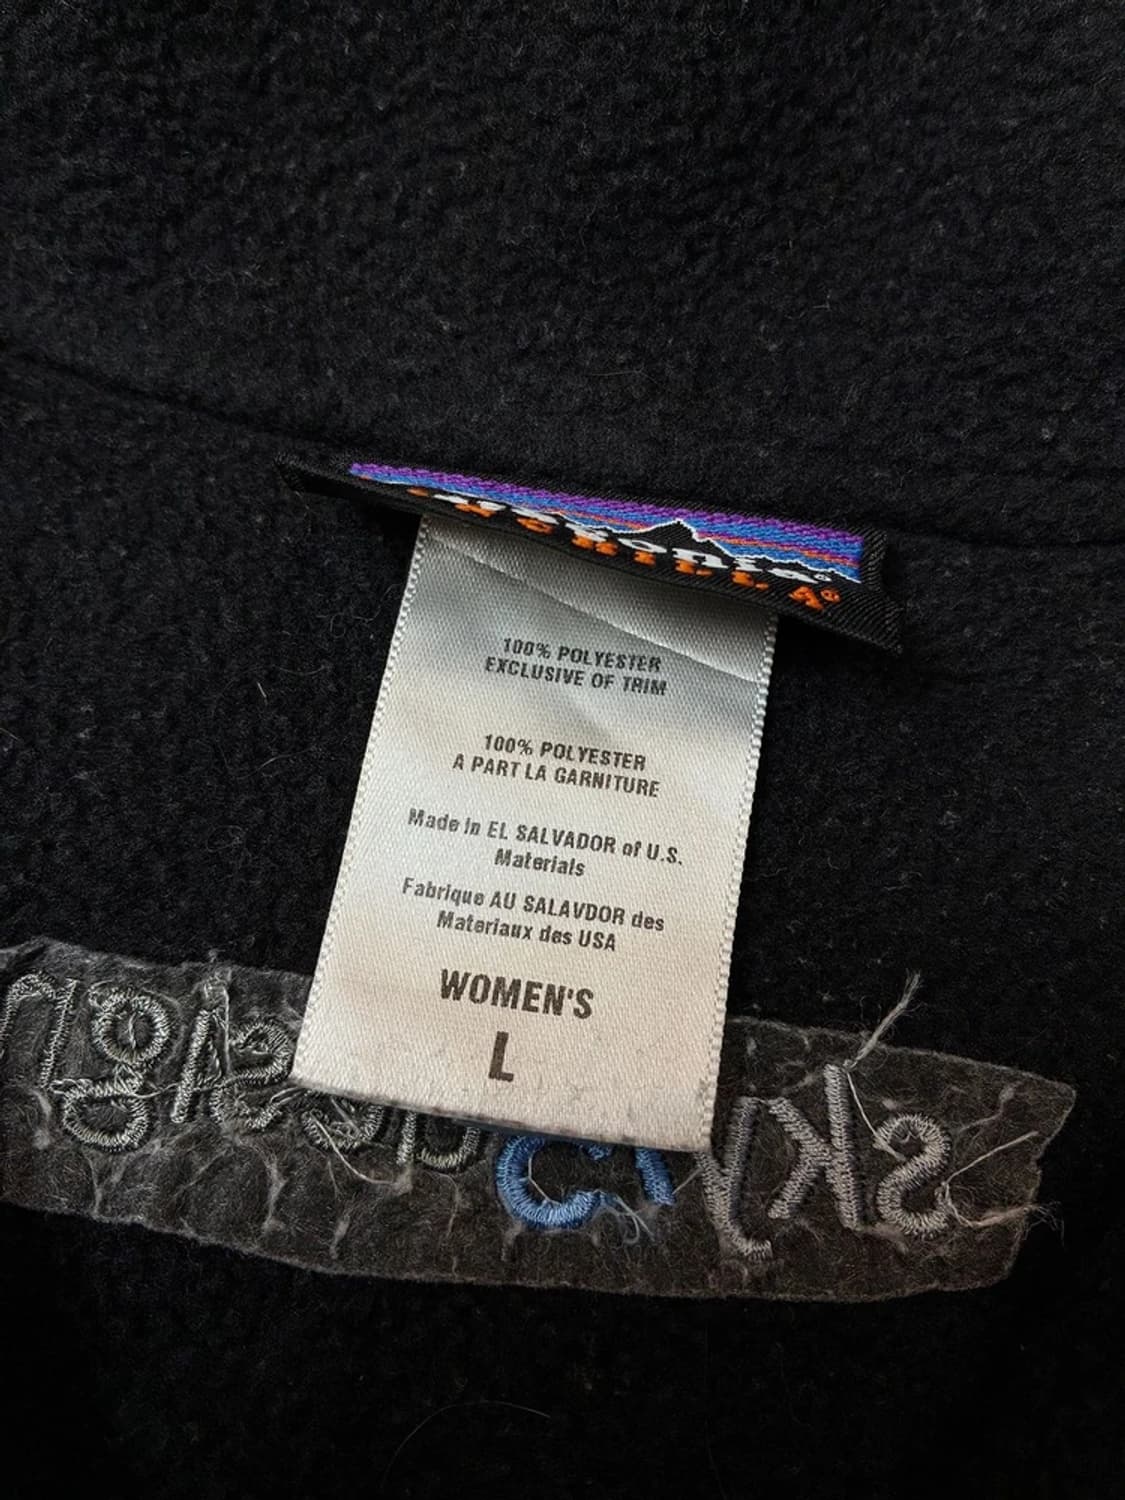 patagonia®
SYNCHILLA®
100% POLYESTER
EXCLUSIVE OF TRIM
100% POLYESTER
A PART LA GARNITURE
Made in EL SALVADOR of U.S.
Materials
Fabrique AU SALAVDOR des
Materiaux des USA
WOMEN'S
L